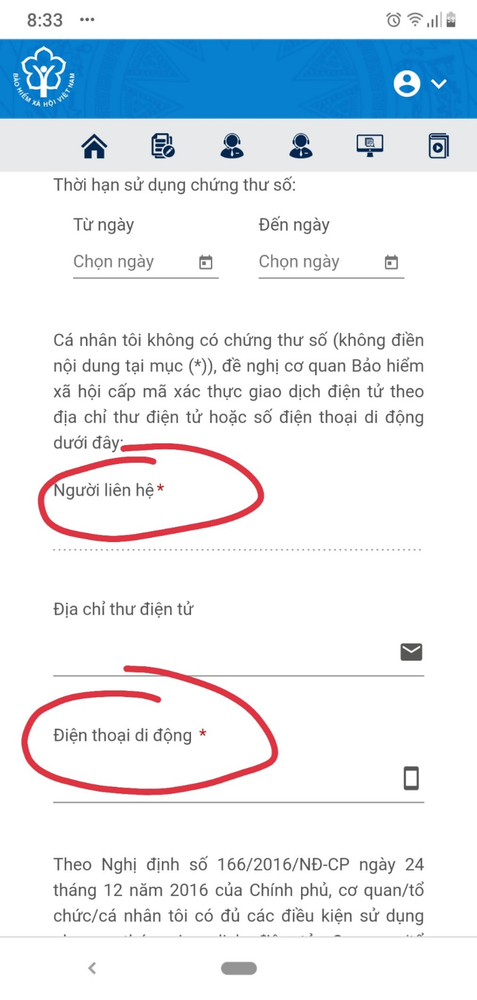 8:33 •••
58
BẢO HIỂM XÃ HỘI VIỆT NAM
Thời hạn sử dụng chứng thư số:
Từ ngày Đến ngày
Chọn ngày Chọn ngày
Cá nhân tôi không có chứng thư số (không điền
nội dung tại mục (*)), đề nghị cơ quan Bảo hiểm
xã hội cấp mã xác thực giao dịch điện tử theo
địa chỉ thư điện tử hoặc số điện thoại di động
dưới đây:
Người liên hệ*
Địa chỉ thư điện tử
Điện thoại di động *
Theo Nghị định số 166/2016/NĐ-CP ngày 24
tháng 12 năm 2016 của Chính phủ, cơ quan/tổ
chức/cá nhân tôi có đủ các điều kiện sử dụng